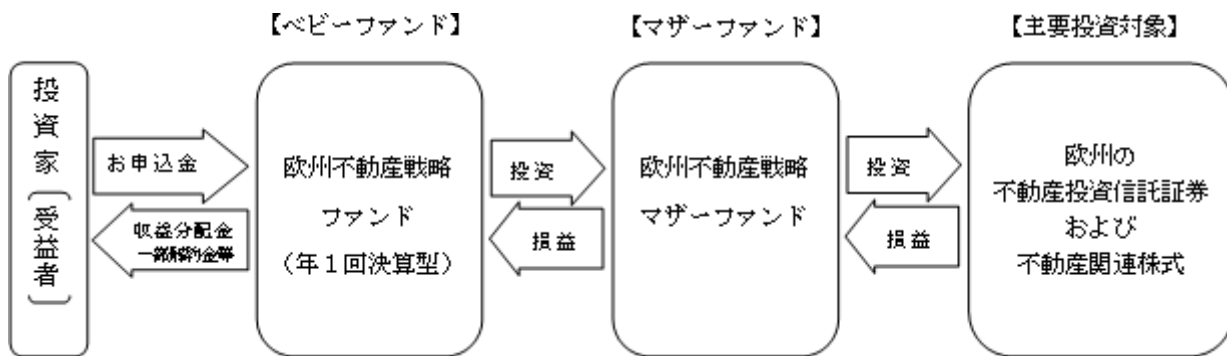 【ベビーファンド】
【マザーファンド】
【主要投資対象】
投資家（受益者）
お申込金
収益分配金
一部解約金等
欧州不動産戦略
ファンド
（年１回決算型）
投資
損益
欧州不動産戦略
マザーファンド
投資
損益
欧州の
不動産投資信託証券
および
不動産関連株式